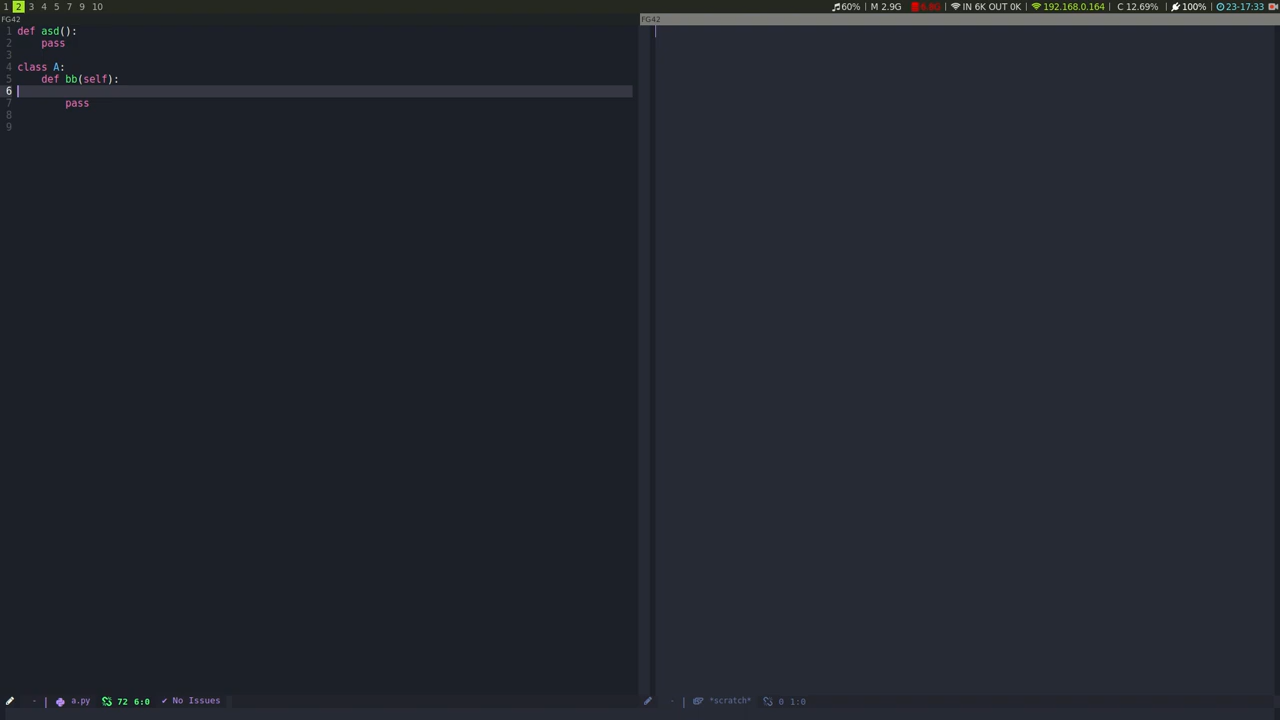 1 2 3 4 5 7 9 10
60% | M 2.9G | IN 6K OUT 0K | 192.168.0.164 | C 12.69% | 100% | 23-17:33
FG42
1 def asd():
2     pass
3
4 class A:
5     def bb(self):
6
7         pass
8
9
- | a.py 72 6:0 ✔ No Issues
FG42
- | *scratch* 0 1:0